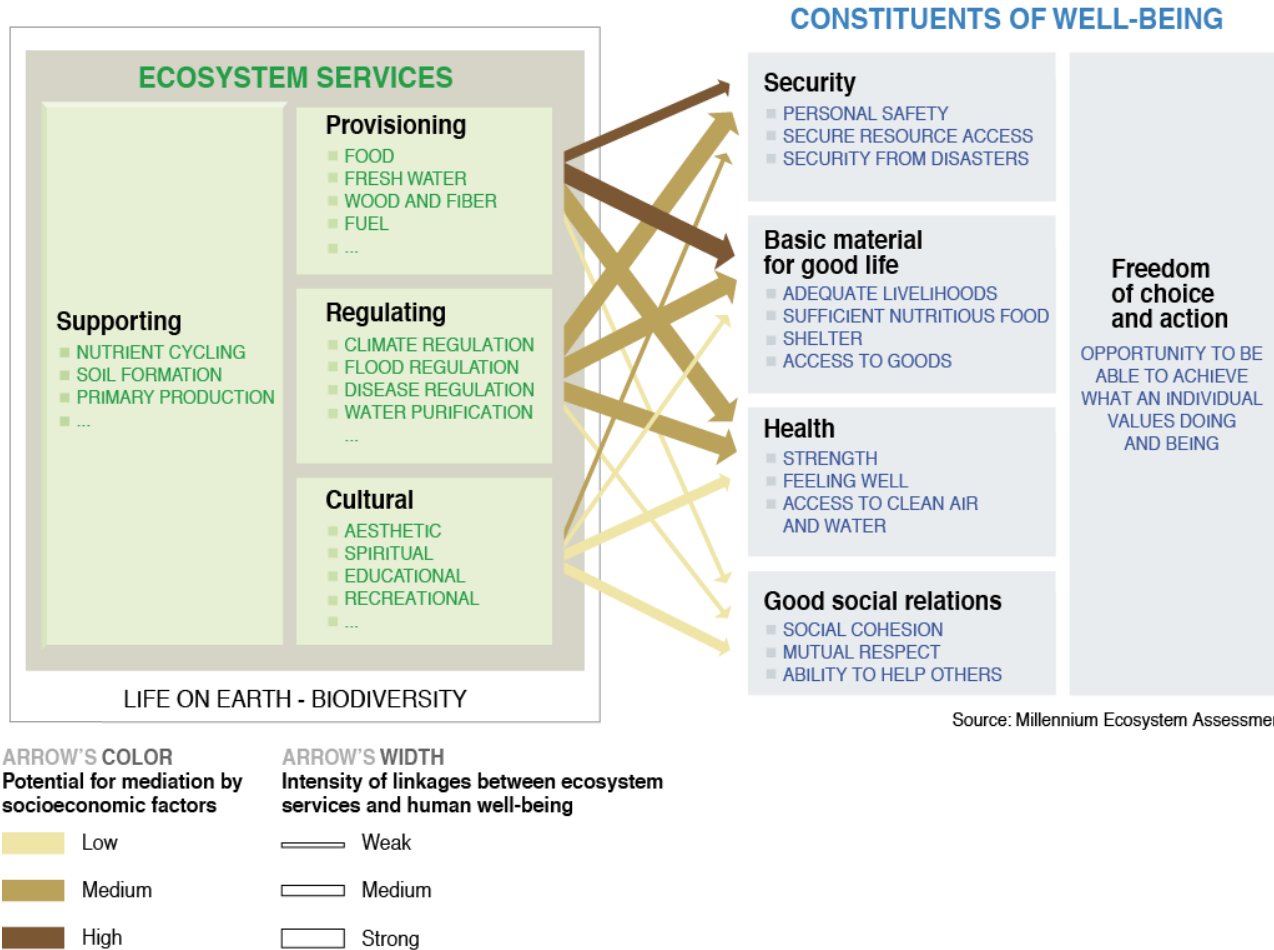 CONSTITUENTS OF WELL-BEING
ECOSYSTEM SERVICES
Supporting
NUTRIENT CYCLING
SOIL FORMATION
PRIMARY PRODUCTION
...
Provisioning
FOOD
FRESH WATER
WOOD AND FIBER
FUEL
...
Regulating
CLIMATE REGULATION
FLOOD REGULATION
DISEASE REGULATION
WATER PURIFICATION
...
Cultural
AESTHETIC
SPIRITUAL
EDUCATIONAL
RECREATIONAL
...
LIFE ON EARTH - BIODIVERSITY
Security
PERSONAL SAFETY
SECURE RESOURCE ACCESS
SECURITY FROM DISASTERS
Basic material
for good life
ADEQUATE LIVELIHOODS
SUFFICIENT NUTRITIOUS FOOD
SHELTER
ACCESS TO GOODS
Health
STRENGTH
FEELING WELL
ACCESS TO CLEAN AIR
AND WATER
Good social relations
SOCIAL COHESION
MUTUAL RESPECT
ABILITY TO HELP OTHERS
Freedom
of choice
and action
OPPORTUNITY TO BE
ABLE TO ACHIEVE
WHAT AN INDIVIDUAL
VALUES DOING
AND BEING
Source: Millennium Ecosystem Assessmen
ARROW'S COLOR
Potential for mediation by
socioeconomic factors
Low
Medium
High
ARROW'S WIDTH
Intensity of linkages between ecosystem
services and human well-being
Weak
Medium
Strong